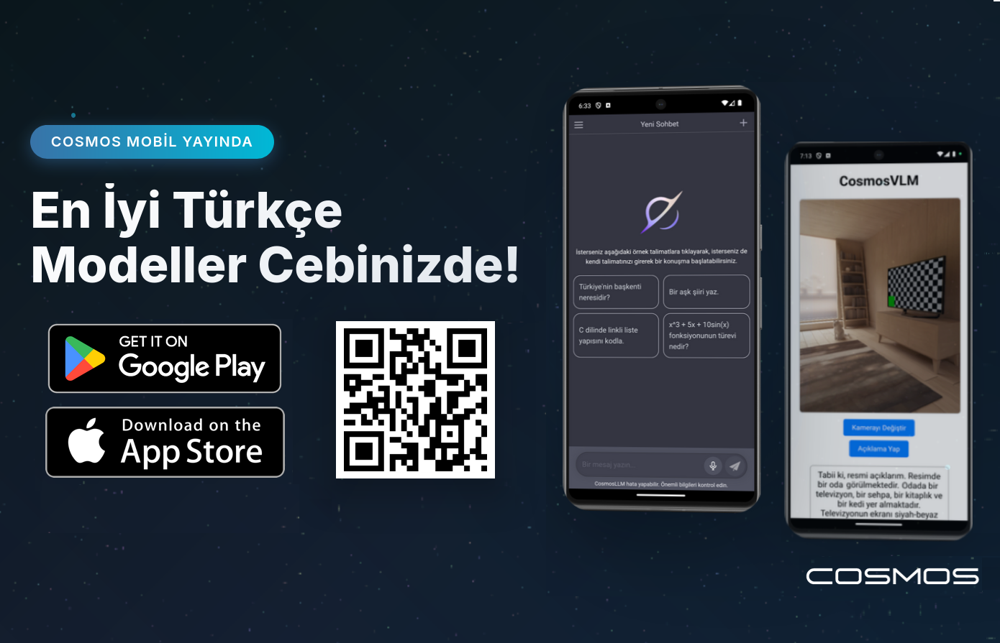 COSMOS MOBİL YAYINDA
En İyi Türkçe
Modeller Cebinizde!
GET IT ON
Google Play
Download on the
App Store
6:33
Yeni Sohbet
İsterseniz aşağıdaki örnek talimatlara tıklayarak, isterseniz de
kendi talimatınızı girerek bir konuşma başlatabilirsiniz.
Türkiye'nin başkenti
neresidir?
Bir aşk şiiri yaz.
C dilinde linkli liste
yapısını kodla.
x^3 + 5x + 10sin(x)
fonksiyonunun türevi
nedir?
Bir mesaj yazın...
CosmosLLM hata yapabilir. Önemli bilgileri kontrol edin.
7:13
CosmosVLM
Kamerayı Değiştir
Açıklama Yap
Tabii ki, resmi açıklarım. Resimde
bir oda görülmektedir. Odada bir
televizyon, bir sehpa, bir kitaplık ve
bir kedi yer almaktadır.
Televizyonun ekranı siyah-beyaz
COSMOS